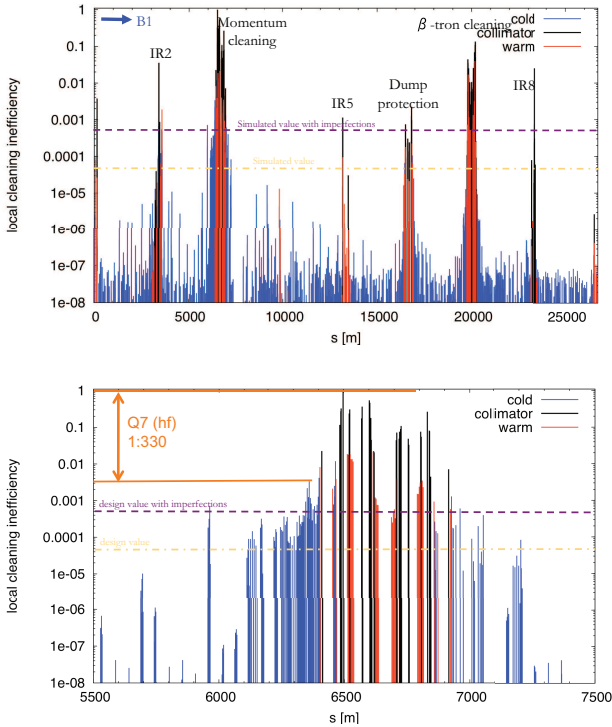 B1
Momentum
cleaning
β -tron cleaning
cold
collimator
warm
IR2
IR5
Dump
protection
IR8
Simulated value with imperfections
Simulated value
local cleaning inefficiency
1
0.1
0.01
0.001
0.0001
1e-05
1e-06
1e-07
1e-08
0 5000 10000 15000 20000 25000
s [m]
Q7 (hf)
1:330
cold
collimator
warm
design value with imperfections
design value
local cleaning inefficiency
1
0.1
0.01
0.001
0.0001
1e-05
1e-06
1e-07
1e-08
5500 6000 6500 7000 7500
s [m]